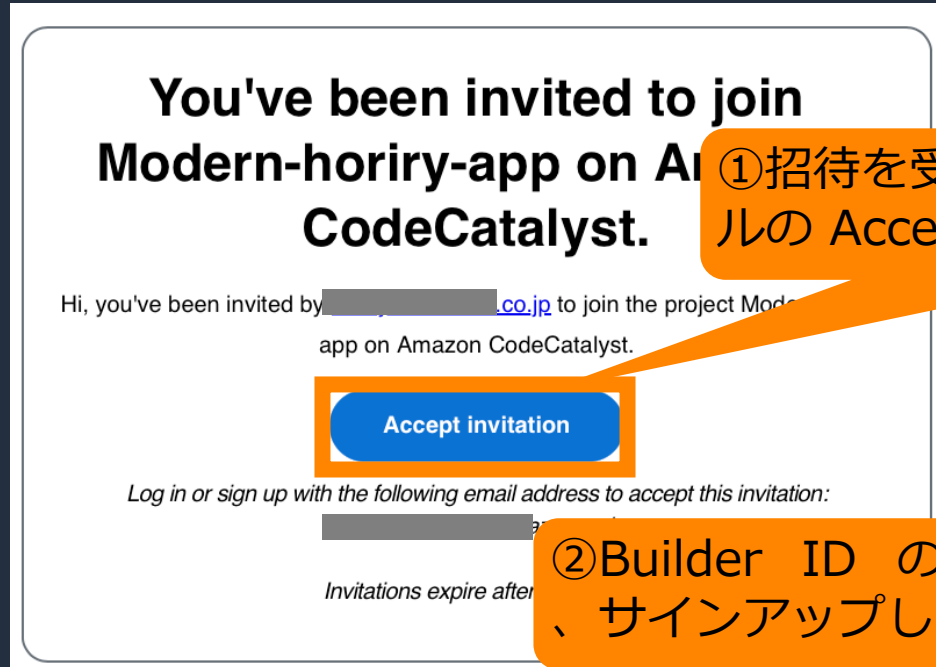 You've been invited to join
Modern-horiry-app on
CodeCatalyst.
①招待を受
ルの Acce
Hi, you've been invited by .co.jp to join the project
app on Amazon CodeCatalyst.
Accept invitation
Log in or sign up with the following email address to accept this invitation:
②Builder ID の
Invitations expire after
、サインアップし